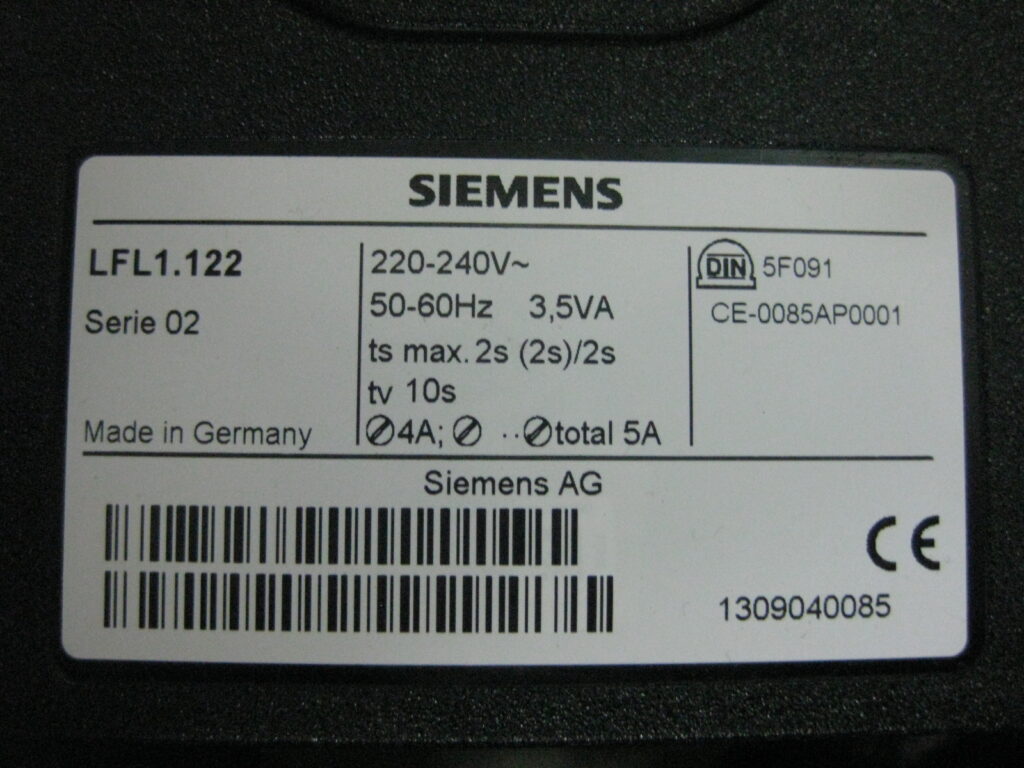 SIEMENS
LFL1.122
Serie 02
Made in Germany
220-240V~
50-60Hz 3,5VA
ts max. 2s (2s)/2s
tv 10s
⊘4A; ⊘ ··⊘total 5A
DIN 5F091
CE-0085AP0001
Siemens AG
CE
1309040085